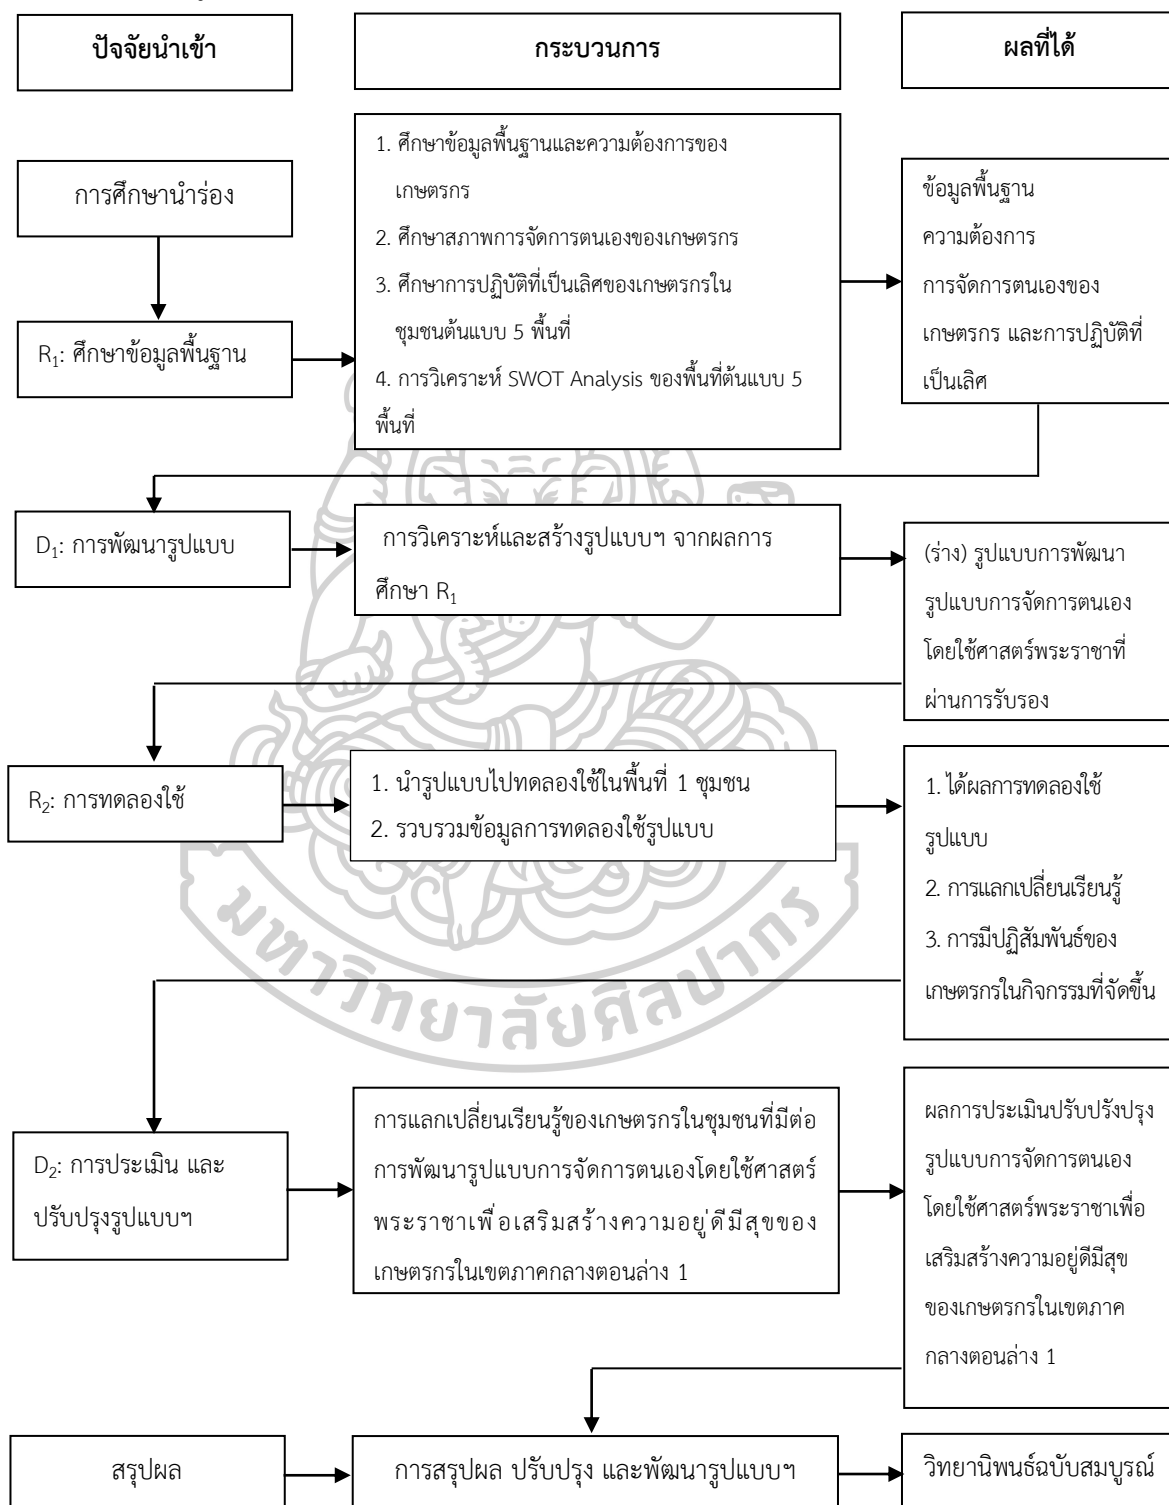 ปัจจัยนำเข้า
กระบวนการ
ผลที่ได้
การศึกษานำร่อง
R₁: ศึกษาข้อมูลพื้นฐาน
1. ศึกษาข้อมูลพื้นฐานและความต้องการของ
เกษตรกร
2. ศึกษาสภาพการจัดการตนเองของเกษตรกร
3. ศึกษาการปฏิบัติที่เป็นเลิศของเกษตรกรใน
ชุมชนต้นแบบ 5 พื้นที่
4. การวิเคราะห์ SWOT Analysis ของพื้นที่ต้นแบบ 5
พื้นที่
ข้อมูลพื้นฐาน
ความต้องการ
การจัดการตนเองของ
เกษตรกร และการปฏิบัติที่
เป็นเลิศ
D₁: การพัฒนารูปแบบ
การวิเคราะห์และสร้างรูปแบบฯ จากผลการ
ศึกษา R₁
(ร่าง) รูปแบบการพัฒนา
รูปแบบการจัดการตนเอง
โดยใช้ศาสตร์พระราชาที่
ผ่านการรับรอง
R₂: การทดลองใช้
1. นำรูปแบบไปทดลองใช้ในพื้นที่ 1 ชุมชน
2. รวบรวมข้อมูลการทดลองใช้รูปแบบ
1. ได้ผลการทดลองใช้
รูปแบบ
2. การแลกเปลี่ยนเรียนรู้
3. การมีปฏิสัมพันธ์ของ
เกษตรกรในกิจกรรมที่จัดขึ้น
มหาวิทยาลัยศิลปากร
D₂: การประเมิน และ
ปรับปรุงรูปแบบฯ
การแลกเปลี่ยนเรียนรู้ของเกษตรกรในชุมชนที่มีต่อ
การพัฒนารูปแบบการจัดการตนเองโดยใช้ศาสตร์
พระราชาเพื่อเสริมสร้างความอยู่ดีมีสุขของ
เกษตรกรในเขตภาคกลางตอนล่าง 1
ผลการประเมินปรับปรังปรุง
รูปแบบการจัดการตนเอง
โดยใช้ศาสตร์พระราชาเพื่อ
เสริมสร้างความอยู่ดีมีสุข
ของเกษตรกรในเขตภาค
กลางตอนล่าง 1
สรุปผล
การสรุปผล ปรับปรุง และพัฒนารูปแบบฯ
วิทยานิพนธ์ฉบับสมบูรณ์